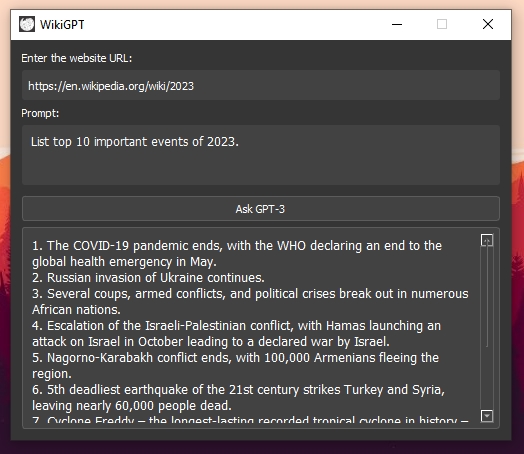 WikiGPT
Enter the website URL:
https://en.wikipedia.org/wiki/2023
Prompt:
List top 10 important events of 2023.
Ask GPT-3
1. The COVID-19 pandemic ends, with the WHO declaring an end to the
global health emergency in May.
2. Russian invasion of Ukraine continues.
3. Several coups, armed conflicts, and political crises break out in numerous
African nations.
4. Escalation of the Israeli-Palestinian conflict, with Hamas launching an
attack on Israel in October leading to a declared war by Israel.
5. Nagorno-Karabakh conflict ends, with 100,000 Armenians fleeing the
region.
6. 5th deadliest earthquake of the 21st century strikes Turkey and Syria,
leaving nearly 60,000 people dead.
7. Cyclone Freddy – the longest-lasting recorded tropical cyclone in history –